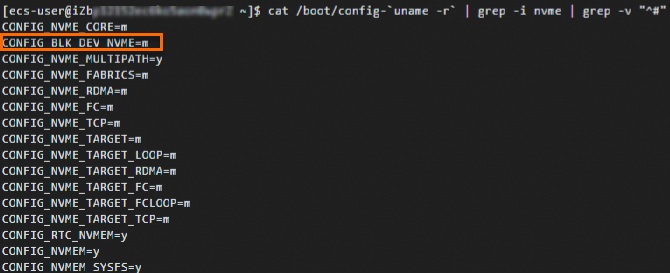 [ecs-user@iZb ~]$ cat /boot/config-`uname -r` | grep -i nvme | grep -v "^#"
CONFIG_NVME_CORE=m
CONFIG_BLK_DEV_NVME=m
CONFIG_NVME_MULTIPATH=y
CONFIG_NVME_FABRICS=m
CONFIG_NVME_RDMA=m
CONFIG_NVME_FC=m
CONFIG_NVME_TCP=m
CONFIG_NVME_TARGET=m
CONFIG_NVME_TARGET_LOOP=m
CONFIG_NVME_TARGET_RDMA=m
CONFIG_NVME_TARGET_FC=m
CONFIG_NVME_TARGET_FCLOOP=m
CONFIG_NVME_TARGET_TCP=m
CONFIG_RTC_NVMEM=y
CONFIG_NVMEM=y
CONFIG_NVMEM_SYSFS=y